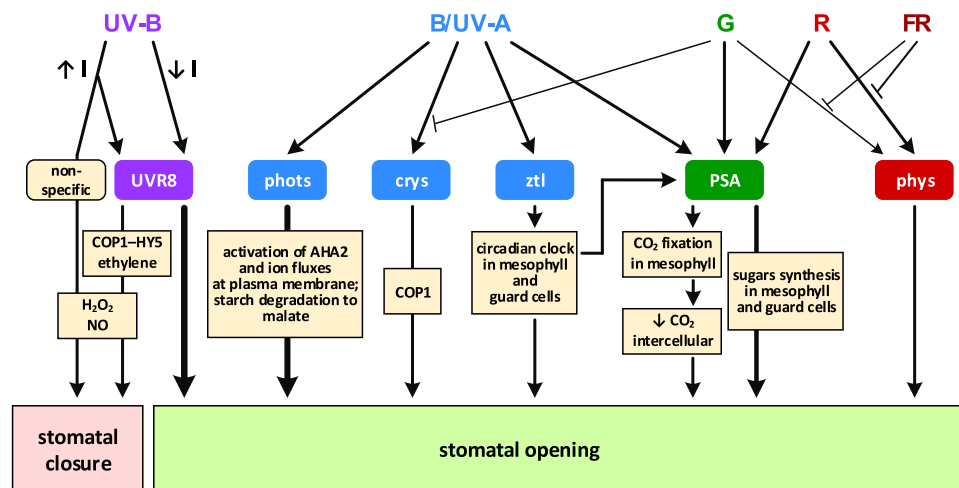 UV-B
B/UV-A
G
R
FR
↑ I
↓ I
non-
specific
UVR8
phots
crys
ztl
PSA
phys
COP1–HY5
ethylene
H₂O₂
NO
activation of AHA2
and ion fluxes
at plasma membrane;
starch degradation to
malate
COP1
circadian clock
in mesophyll
and
guard cells
CO₂ fixation
in mesophyll
↓ CO₂
intercellular
sugars synthesis
in mesophyll
and guard cells
stomatal
closure
stomatal opening